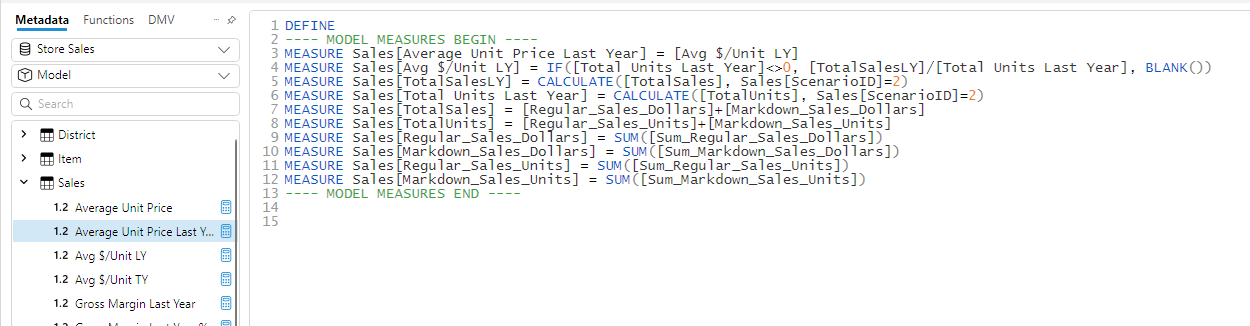 Metadata Functions DMV
Store Sales
Model
Search
District
Item
Sales
1.2 Average Unit Price
1.2 Average Unit Price Last Y...
1.2 Avg $/Unit LY
1.2 Avg $/Unit TY
1.2 Gross Margin Last Year
1 DEFINE
2 ---- MODEL MEASURES BEGIN ----
3 MEASURE Sales[Average Unit Price Last Year] = [Avg $/Unit LY]
4 MEASURE Sales[Avg $/Unit LY] = IF([Total Units Last Year]<>0, [TotalSalesLY]/[Total Units Last Year], BLANK())
5 MEASURE Sales[TotalSalesLY] = CALCULATE([TotalSales], Sales[ScenarioID]=2)
6 MEASURE Sales[Total Units Last Year] = CALCULATE([TotalUnits], Sales[ScenarioID]=2)
7 MEASURE Sales[TotalSales] = [Regular_Sales_Dollars]+[Markdown_Sales_Dollars]
8 MEASURE Sales[TotalUnits] = [Regular_Sales_Units]+[Markdown_Sales_Units]
9 MEASURE Sales[Regular_Sales_Dollars] = SUM([Sum_Regular_Sales_Dollars])
10 MEASURE Sales[Markdown_Sales_Dollars] = SUM([Sum_Markdown_Sales_Dollars])
11 MEASURE Sales[Regular_Sales_Units] = SUM([Sum_Regular_Sales_Units])
12 MEASURE Sales[Markdown_Sales_Units] = SUM([Sum_Markdown_Sales_Units])
13 ---- MODEL MEASURES END ----
14
15